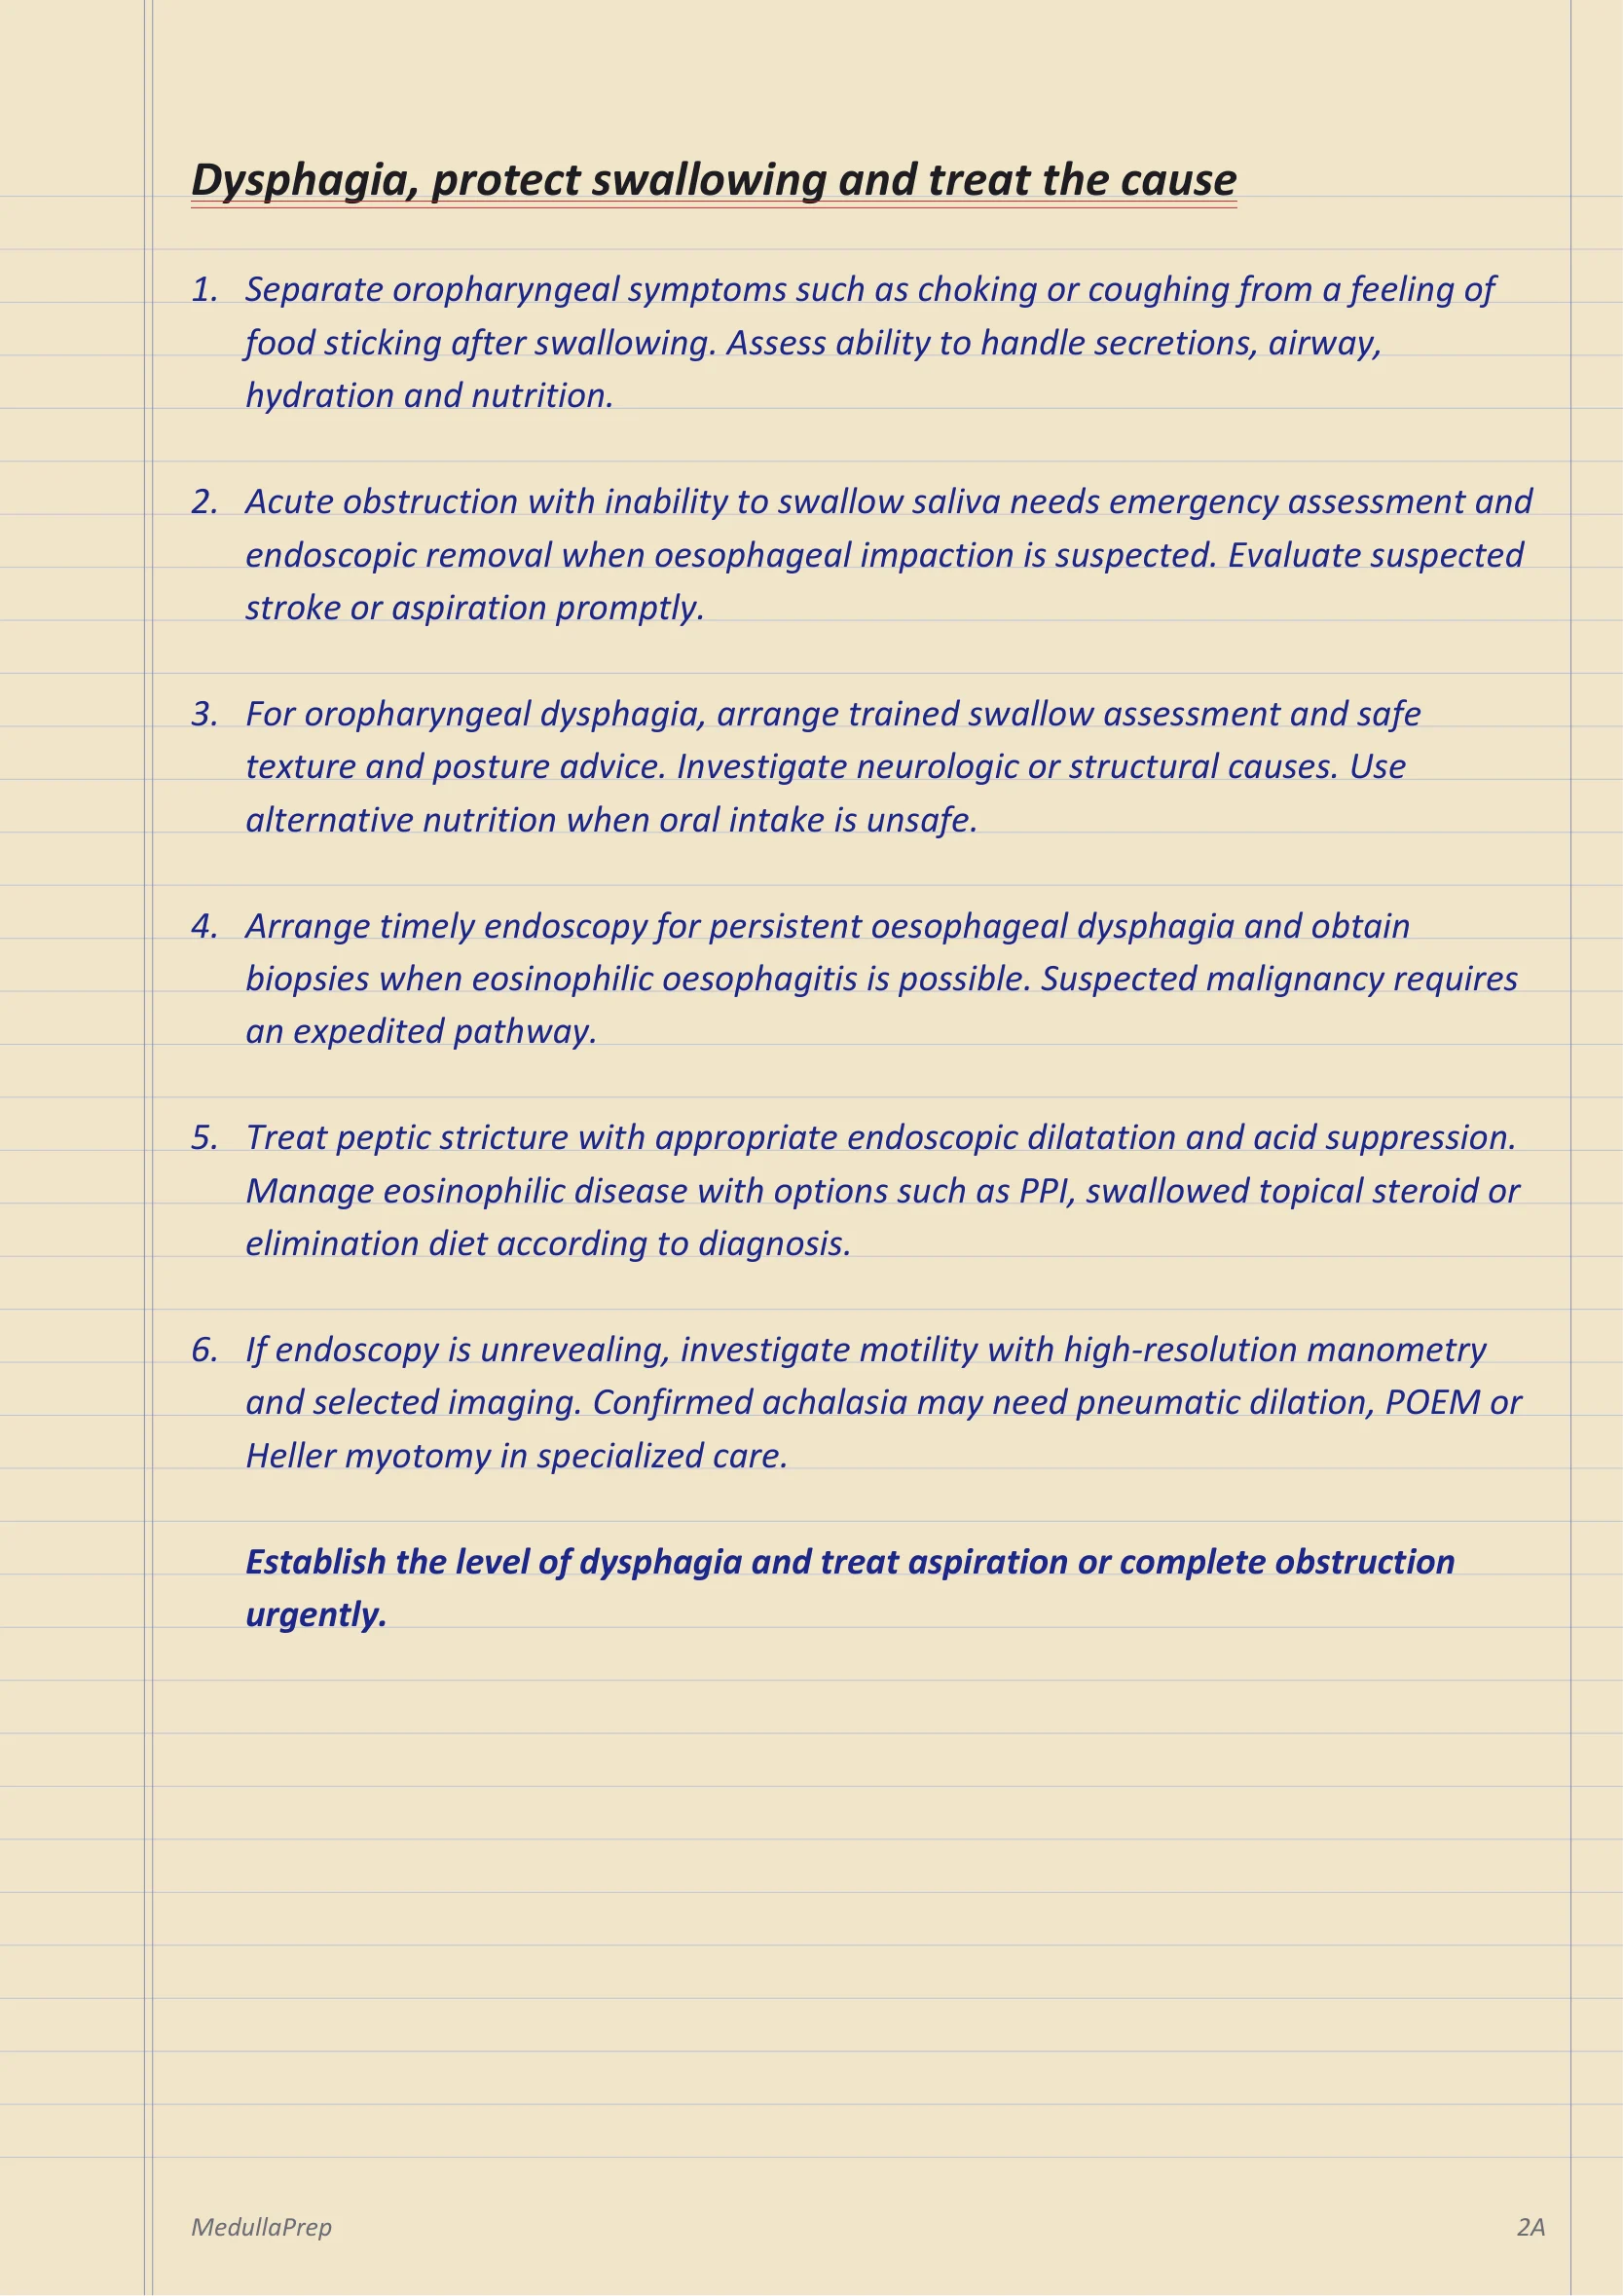 Dysphagia, protect swallowing and treat the cause
1. Separate oropharyngeal symptoms such as choking or coughing from a feeling of
food sticking after swallowing. Assess ability to handle secretions, airway,
hydration and nutrition.
2. Acute obstruction with inability to swallow saliva needs emergency assessment and
endoscopic removal when oesophageal impaction is suspected. Evaluate suspected
stroke or aspiration promptly.
3. For oropharyngeal dysphagia, arrange trained swallow assessment and safe
texture and posture advice. Investigate neurologic or structural causes. Use
alternative nutrition when oral intake is unsafe.
4. Arrange timely endoscopy for persistent oesophageal dysphagia and obtain
biopsies when eosinophilic oesophagitis is possible. Suspected malignancy requires
an expedited pathway.
5. Treat peptic stricture with appropriate endoscopic dilatation and acid suppression.
Manage eosinophilic disease with options such as PPI, swallowed topical steroid or
elimination diet according to diagnosis.
6. If endoscopy is unrevealing, investigate motility with high-resolution manometry
and selected imaging. Confirmed achalasia may need pneumatic dilation, POEM or
Heller myotomy in specialized care.
Establish the level of dysphagia and treat aspiration or complete obstruction
urgently.
MedullaPrep
2A